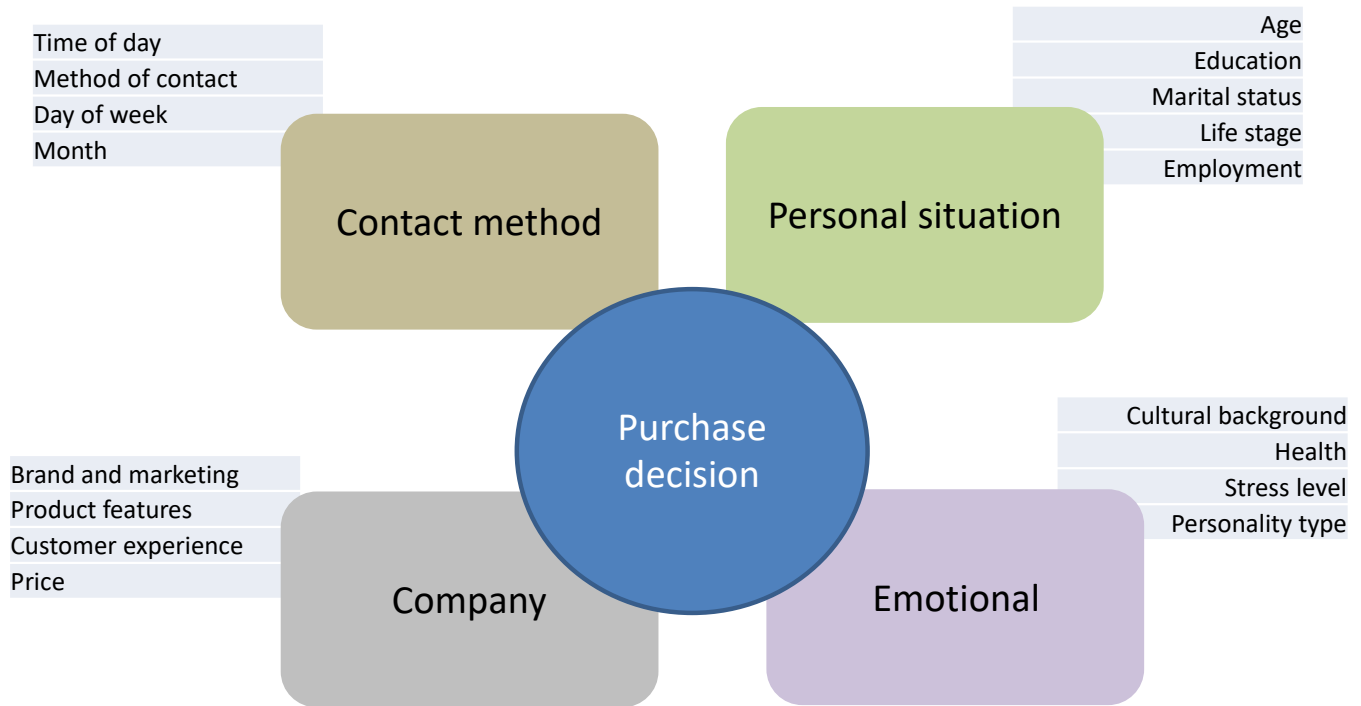 Time of day
Method of contact
Day of week
Month
Contact method
Age
Education
Marital status
Life stage
Employment
Personal situation
Purchase
decision
Brand and marketing
Product features
Customer experience
Price
Company
Cultural background
Health
Stress level
Personality type
Emotional